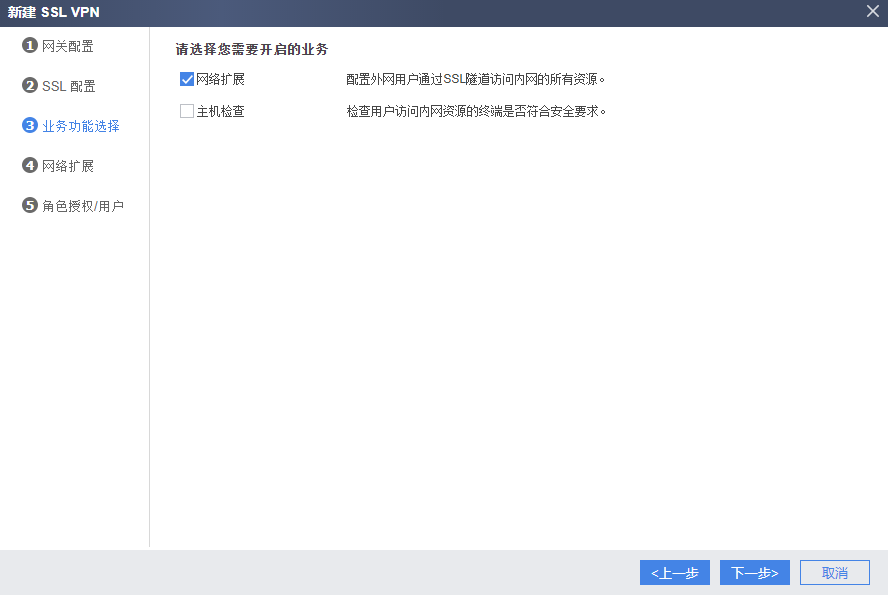 新建 SSL VPN
1 网关配置
2 SSL 配置
3 业务功能选择
4 网络扩展
5 角色授权/用户
请选择您需要开启的业务
网络扩展 配置外网用户通过SSL隧道访问内网的所有资源。
主机检查 检查用户访问内网资源的终端是否符合安全要求。
<上一步 下一步> 取消